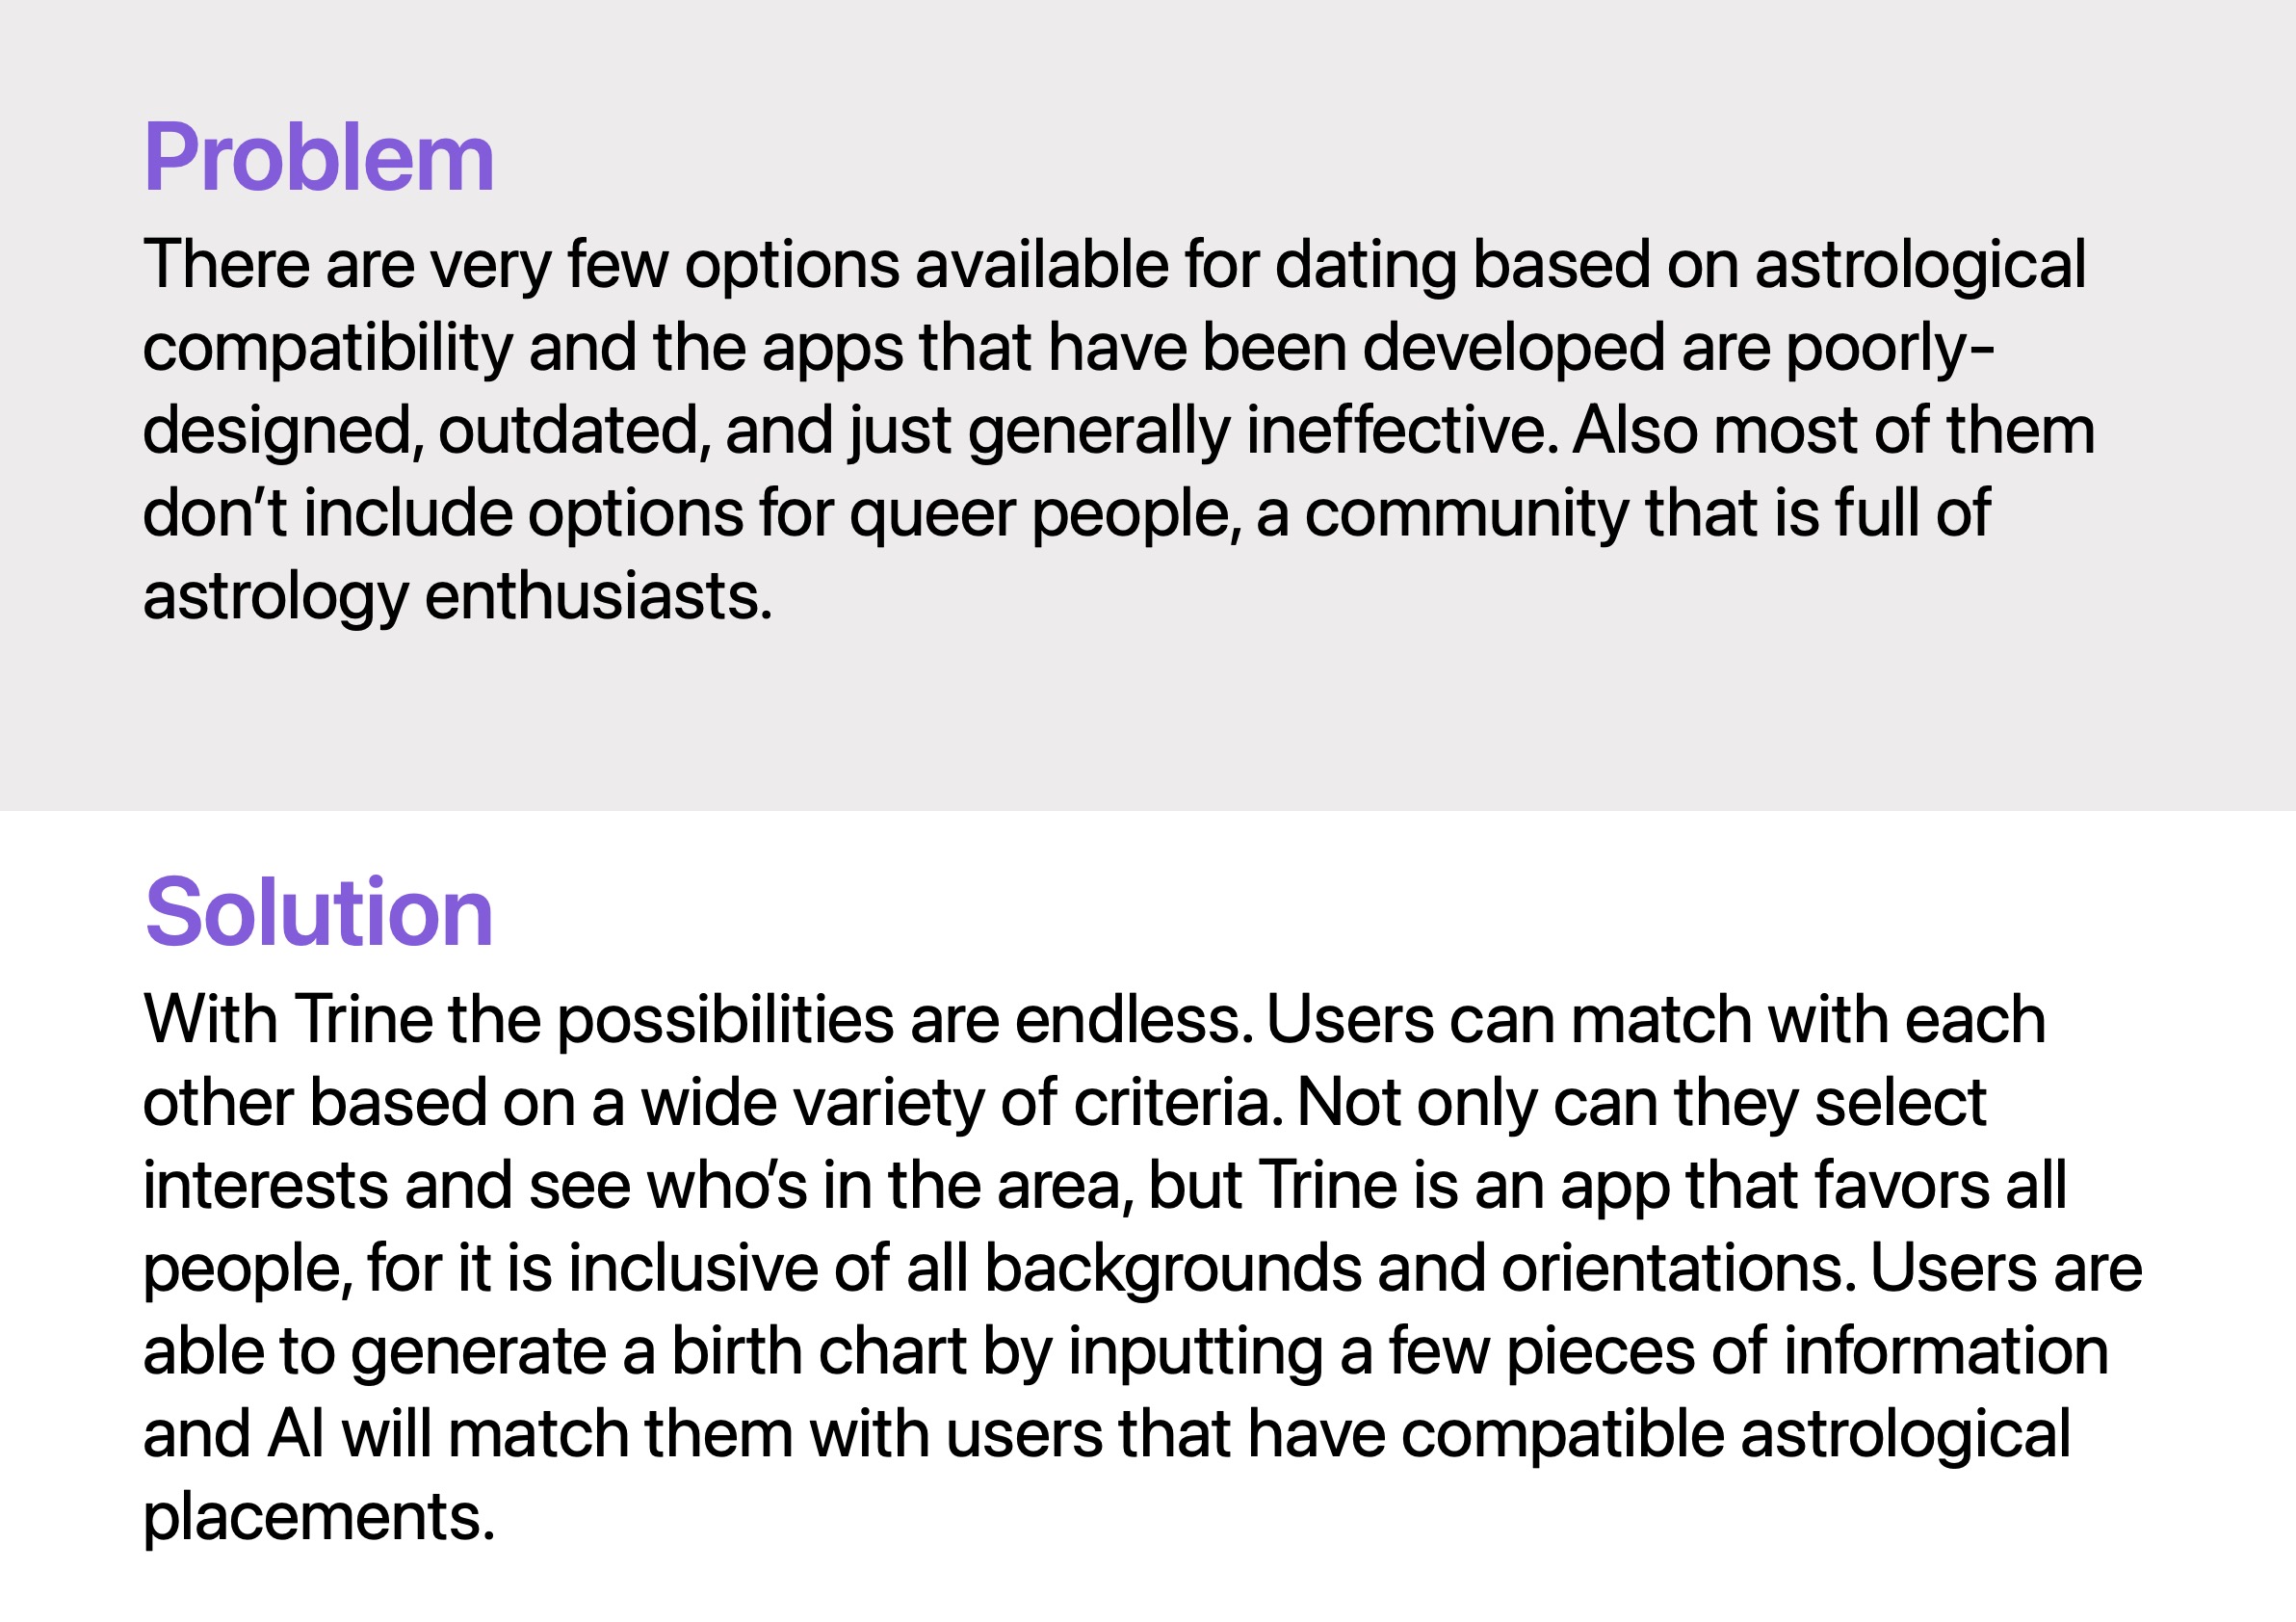 Problem
There are very few options available for dating based on astrological
compatibility and the apps that have been developed are poorly-
designed, outdated, and just generally ineffective. Also most of them
don’t include options for queer people, a community that is full of
astrology enthusiasts.
Solution
With Trine the possibilities are endless. Users can match with each
other based on a wide variety of criteria. Not only can they select
interests and see who’s in the area, but Trine is an app that favors all
people, for it is inclusive of all backgrounds and orientations. Users are
able to generate a birth chart by inputting a few pieces of information
and AI will match them with users that have compatible astrological
placements.